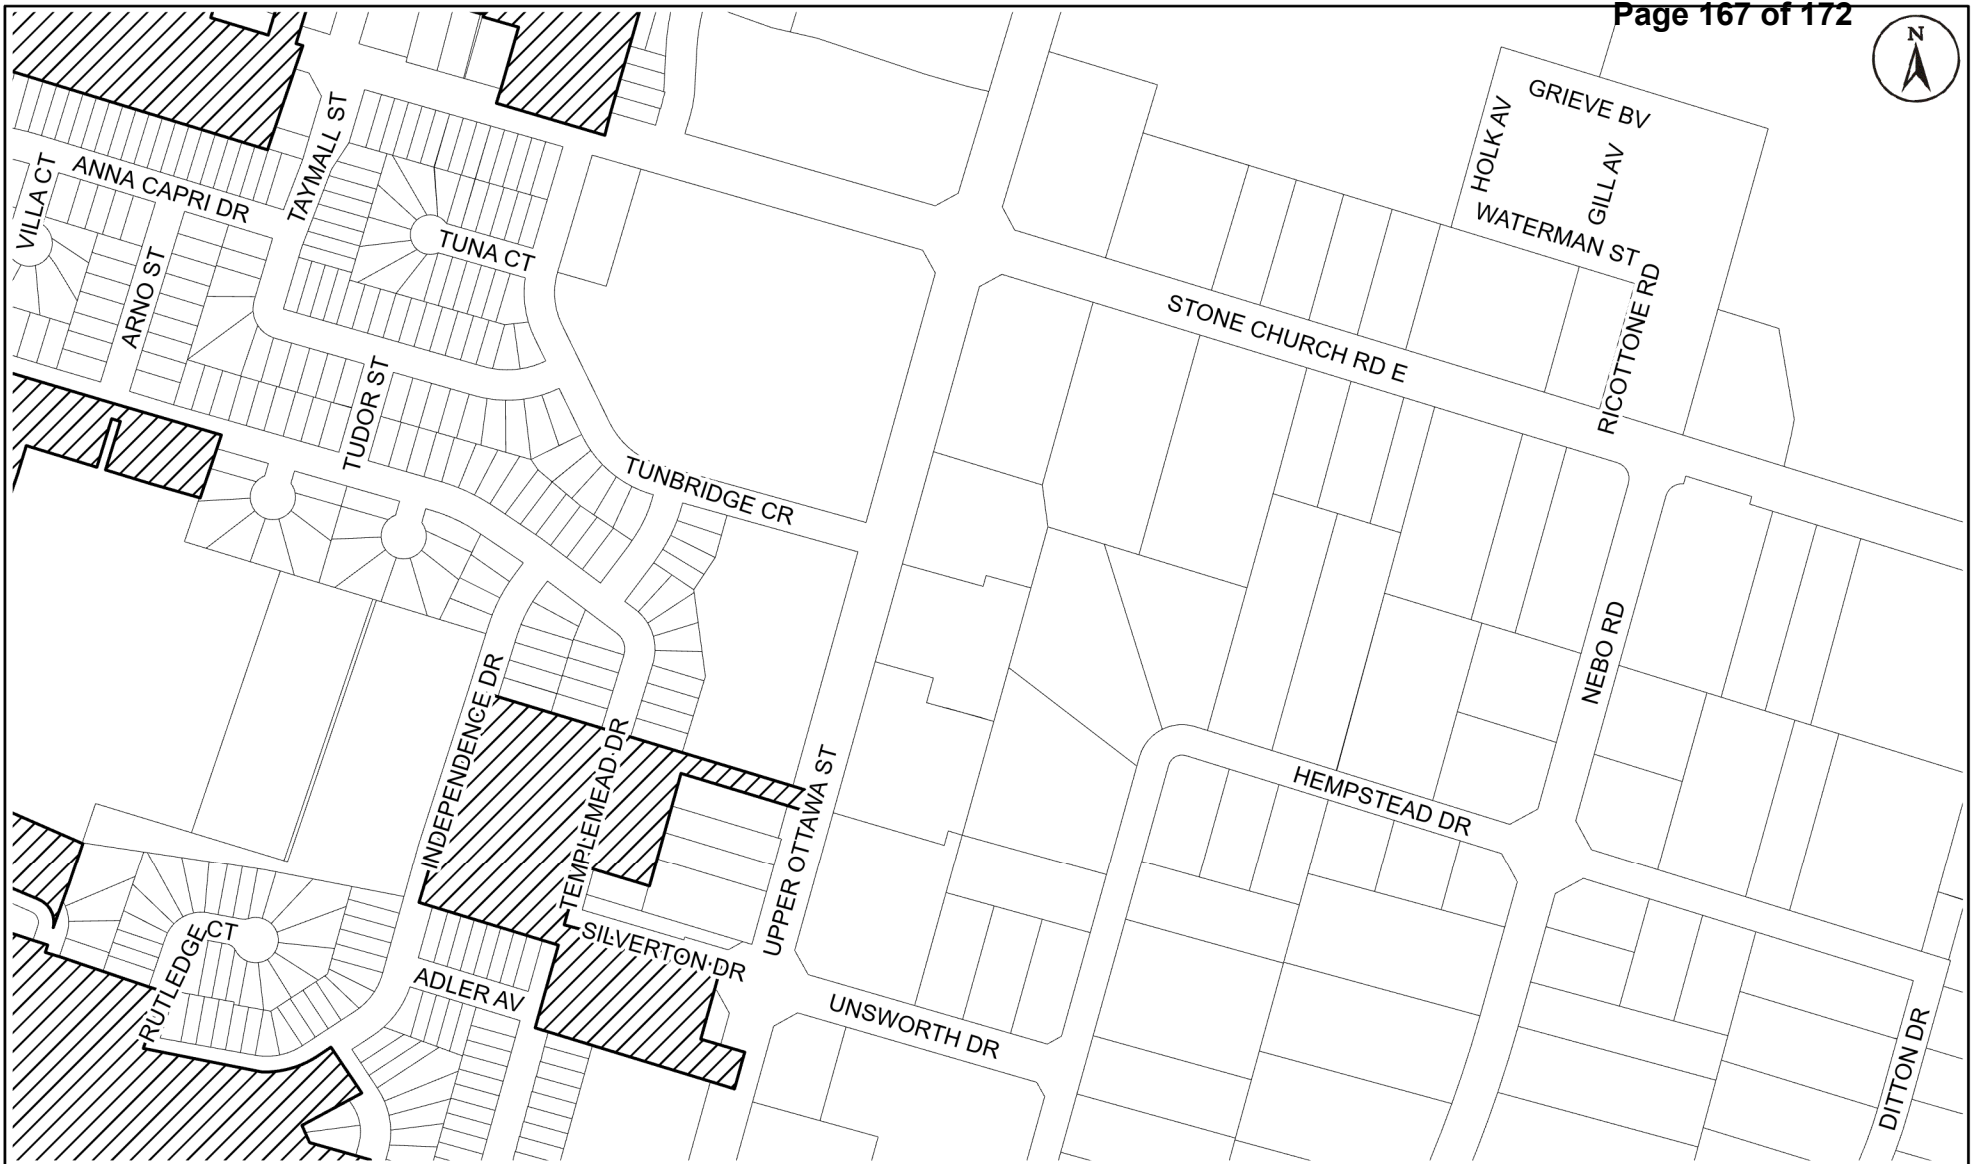 Page 167 of 172
N
GRIEVE BV
HOLK AV
GILL AV
TAYMALL ST
ANNA CAPRI DR
VILLA CT
WATERMAN ST
TUNA CT
ARNO ST
RICOTTONE RD
STONE CHURCH RD E
TUDOR ST
TUNBRIDGE CR
NEBO RD
INDEPENDENCE DR
TEMPLEMEAD DR
UPPER OTTAWA ST
HEMPSTEAD DR
RUTLEDGE CT
SILVERTON DR
ADLER AV
UNSWORTH DR
DITTON DR